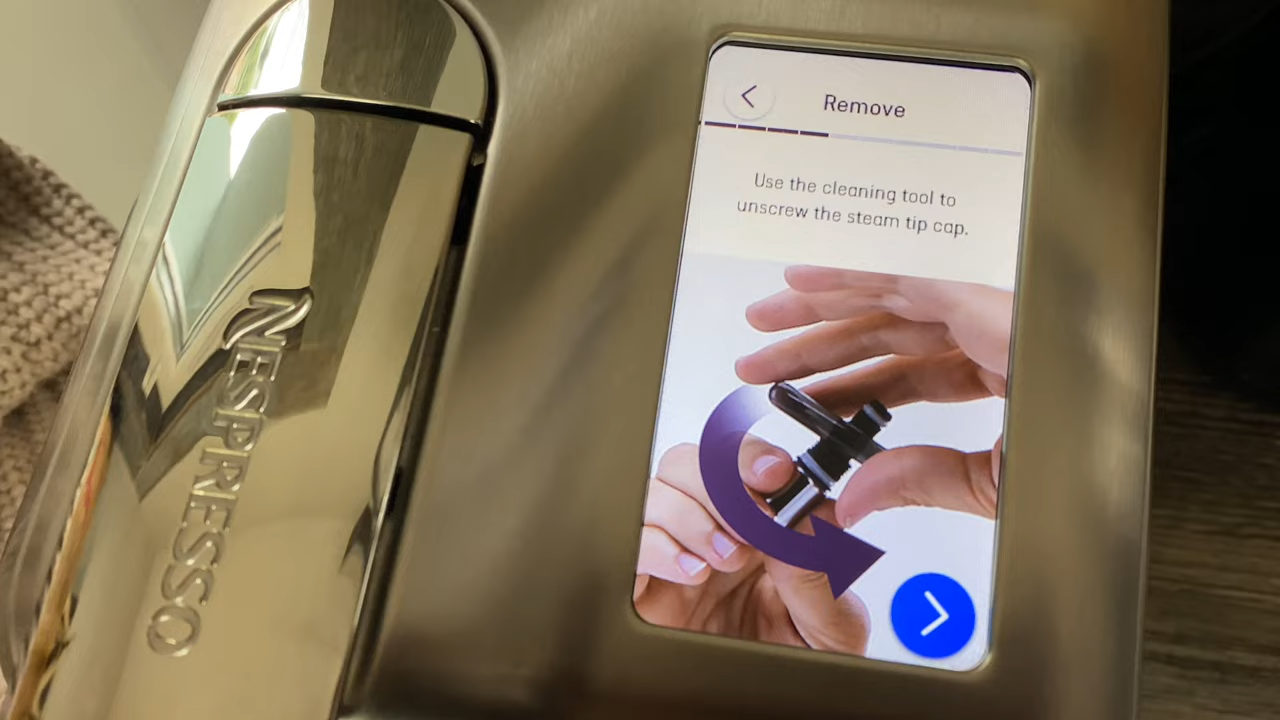 Remove
Use the cleaning tool to
unscrew the steam tip cap.
NESPRESSO